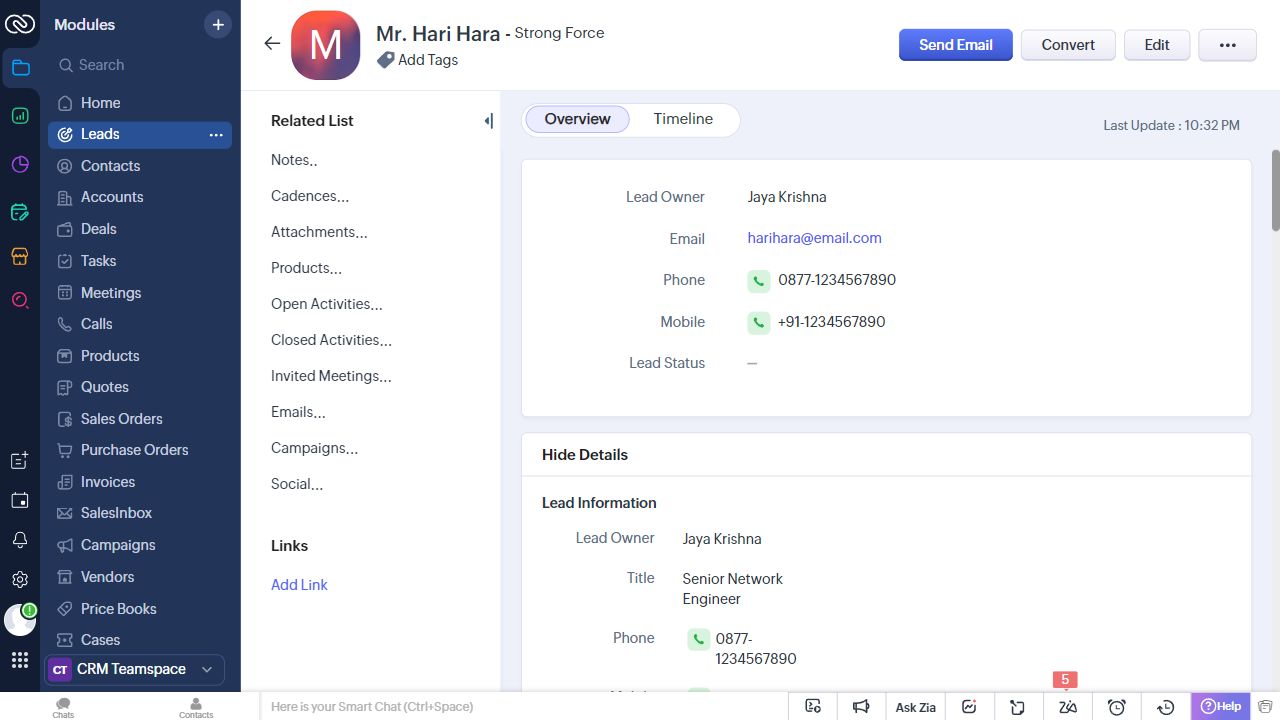 Modules
+
Search
Home
Leads
Contacts
Accounts
Deals
Tasks
Meetings
Calls
Products
Quotes
Sales Orders
Purchase Orders
Invoices
SalesInbox
Campaigns
Vendors
Price Books
Cases
CT CRM Teamspace
M
Mr. Hari Hara - Strong Force
Add Tags
Send Email
Convert
Edit
Related List
Notes..
Cadences...
Attachments...
Products...
Open Activities...
Closed Activities...
Invited Meetings...
Emails...
Campaigns...
Social...
Links
Add Link
Overview
Timeline
Last Update : 10:32 PM
Lead Owner Jaya Krishna
Email harihara@email.com
Phone 0877-1234567890
Mobile +91-1234567890
Lead Status —
Hide Details
Lead Information
Lead Owner Jaya Krishna
Title Senior Network
Engineer
Phone 0877-
1234567890
Chats
Contacts
Here is your Smart Chat (Ctrl+Space)
Ask Zia
5
Help